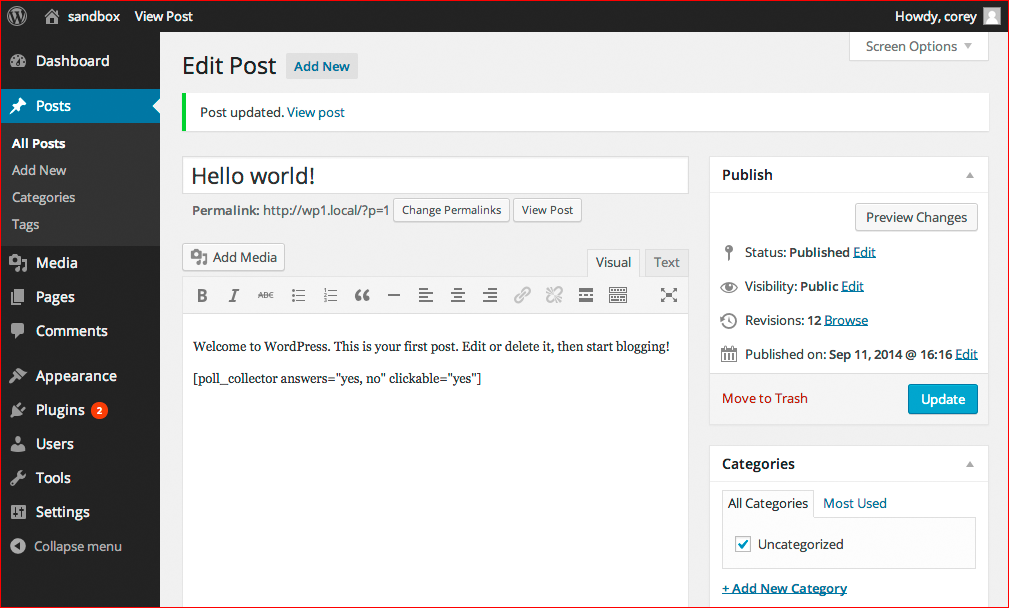 sandbox View Post Howdy, corey
Screen Options
Dashboard
Posts
All Posts
Add New
Categories
Tags
Media
Pages
Comments
Appearance
Plugins 2
Users
Tools
Settings
Collapse menu
Edit Post Add New
Post updated. View post
Hello world!
Permalink: http://wp1.local/?p=1 Change Permalinks View Post
Add Media
Visual Text
B I ABC
Welcome to WordPress. This is your first post. Edit or delete it, then start blogging!
[poll_collector answers="yes, no" clickable="yes"]
Publish
Preview Changes
Status: Published Edit
Visibility: Public Edit
Revisions: 12 Browse
Published on: Sep 11, 2014 @ 16:16 Edit
Move to Trash Update
Categories
All Categories Most Used
Uncategorized
+ Add New Category